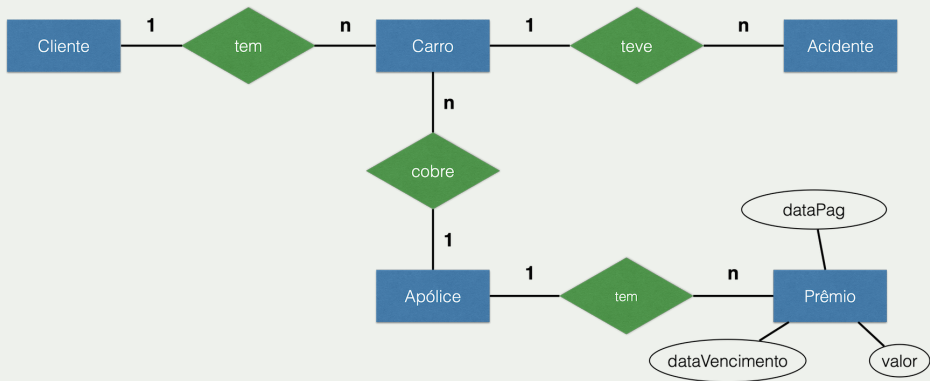 1 n 1 n
Cliente tem Carro teve Acidente
n
cobre
dataPag
1
1 n
Apólice tem Prêmio
dataVencimento valor